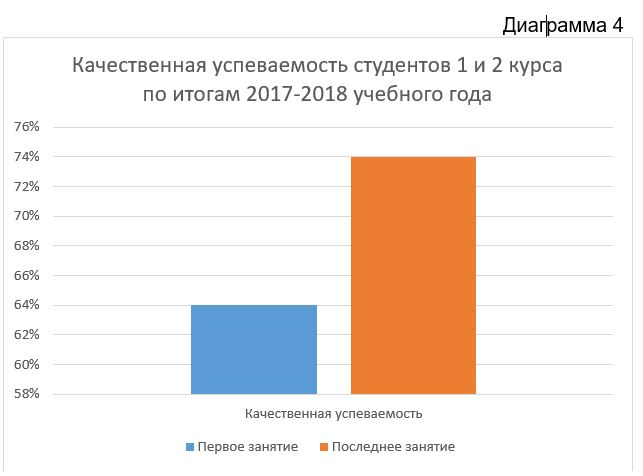 Диаграмма 4
Качественная успеваемость студентов 1 и 2 курса
по итогам 2017-2018 учебного года
76%
74%
72%
70%
68%
66%
64%
62%
60%
58%
Качественная успеваемость
Первое занятие
Последнее занятие